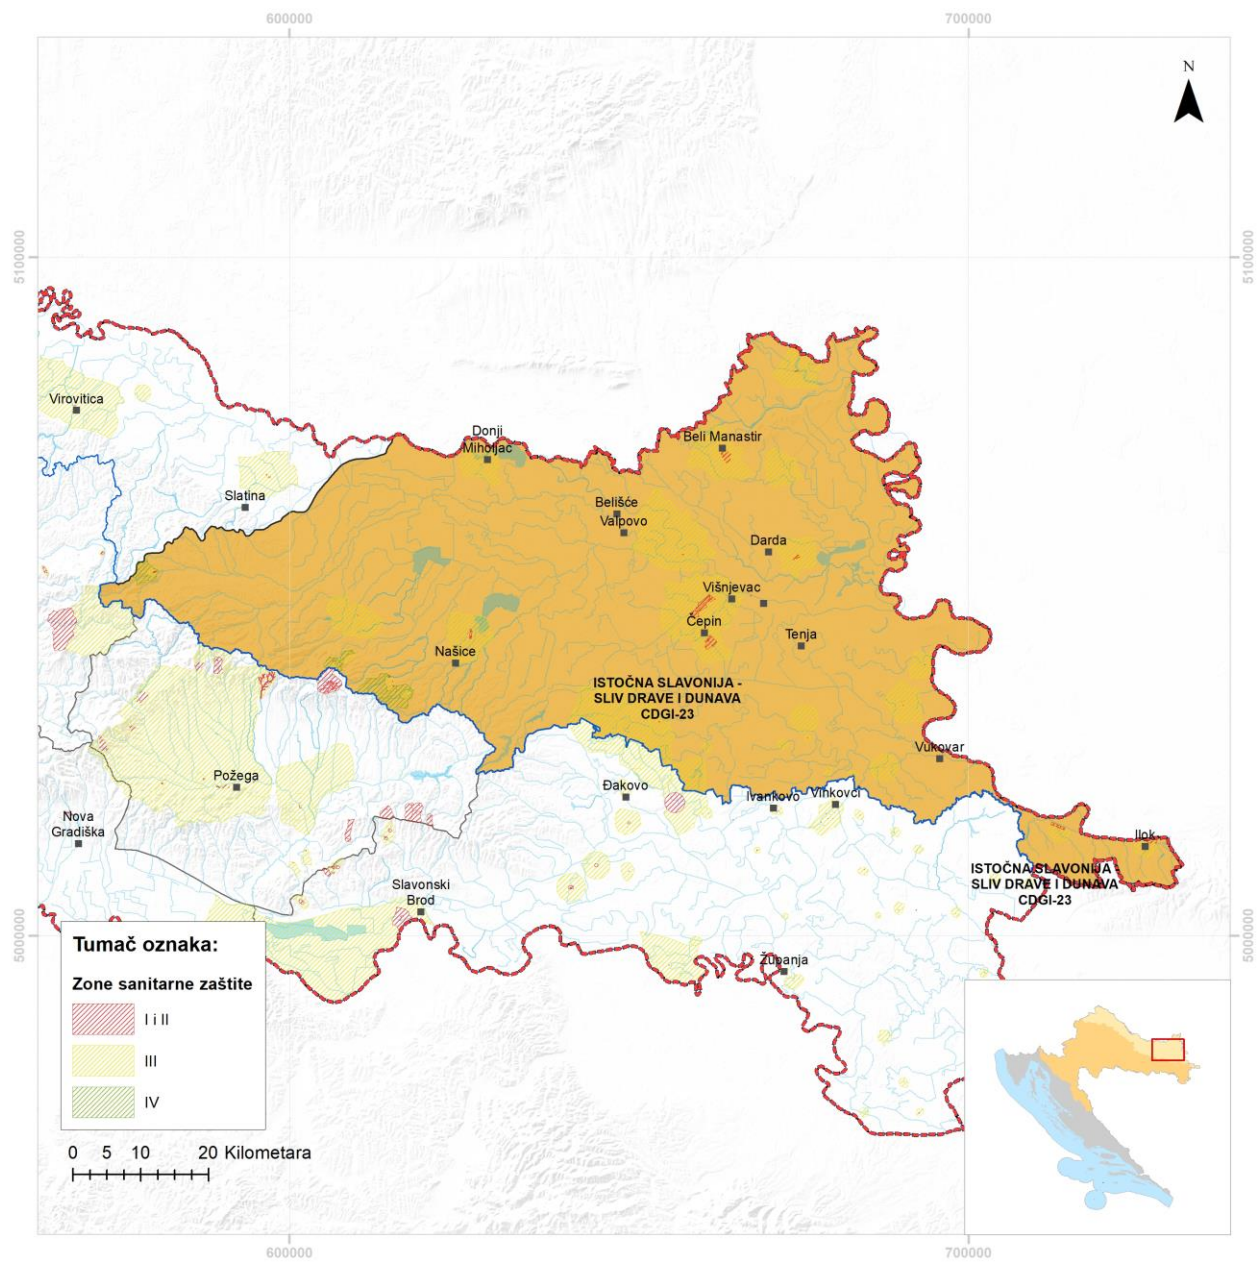 600000
700000
N
5100000
5100000
Virovitica
Donji
Miholjac
Beli Manastir
Slatina
Belišće
Valpovo
Darda
Višnjevac
Čepin
Tenja
Našice
ISTOČNA SLAVONIJA -
SLIV DRAVE I DUNAVA
CDGI-23
Vukovar
Požega
Đakovo
Ivankovo
Vinkovci
Nova
Gradiška
Ilok
ISTOČNA SLAVONIJA -
SLIV DRAVE I DUNAVA
CDGI-23
Slavonski
Brod
5000000
5000000
Županja
Tumač oznaka:
Zone sanitarne zaštite
I i II
III
IV
0 5 10 20 Kilometara
600000
700000